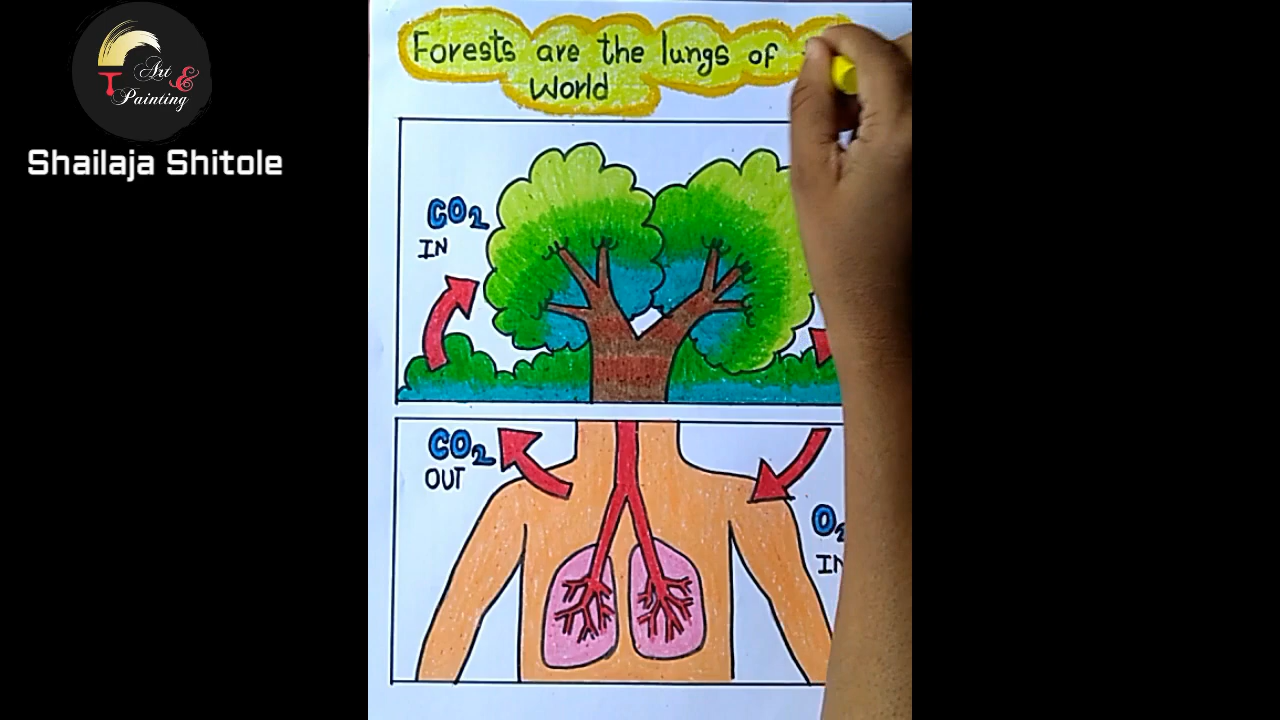 Art
&
Painting
Shailaja Shitole
Forests are the lungs of
World
CO2
IN
CO2
OUT
O2
IN